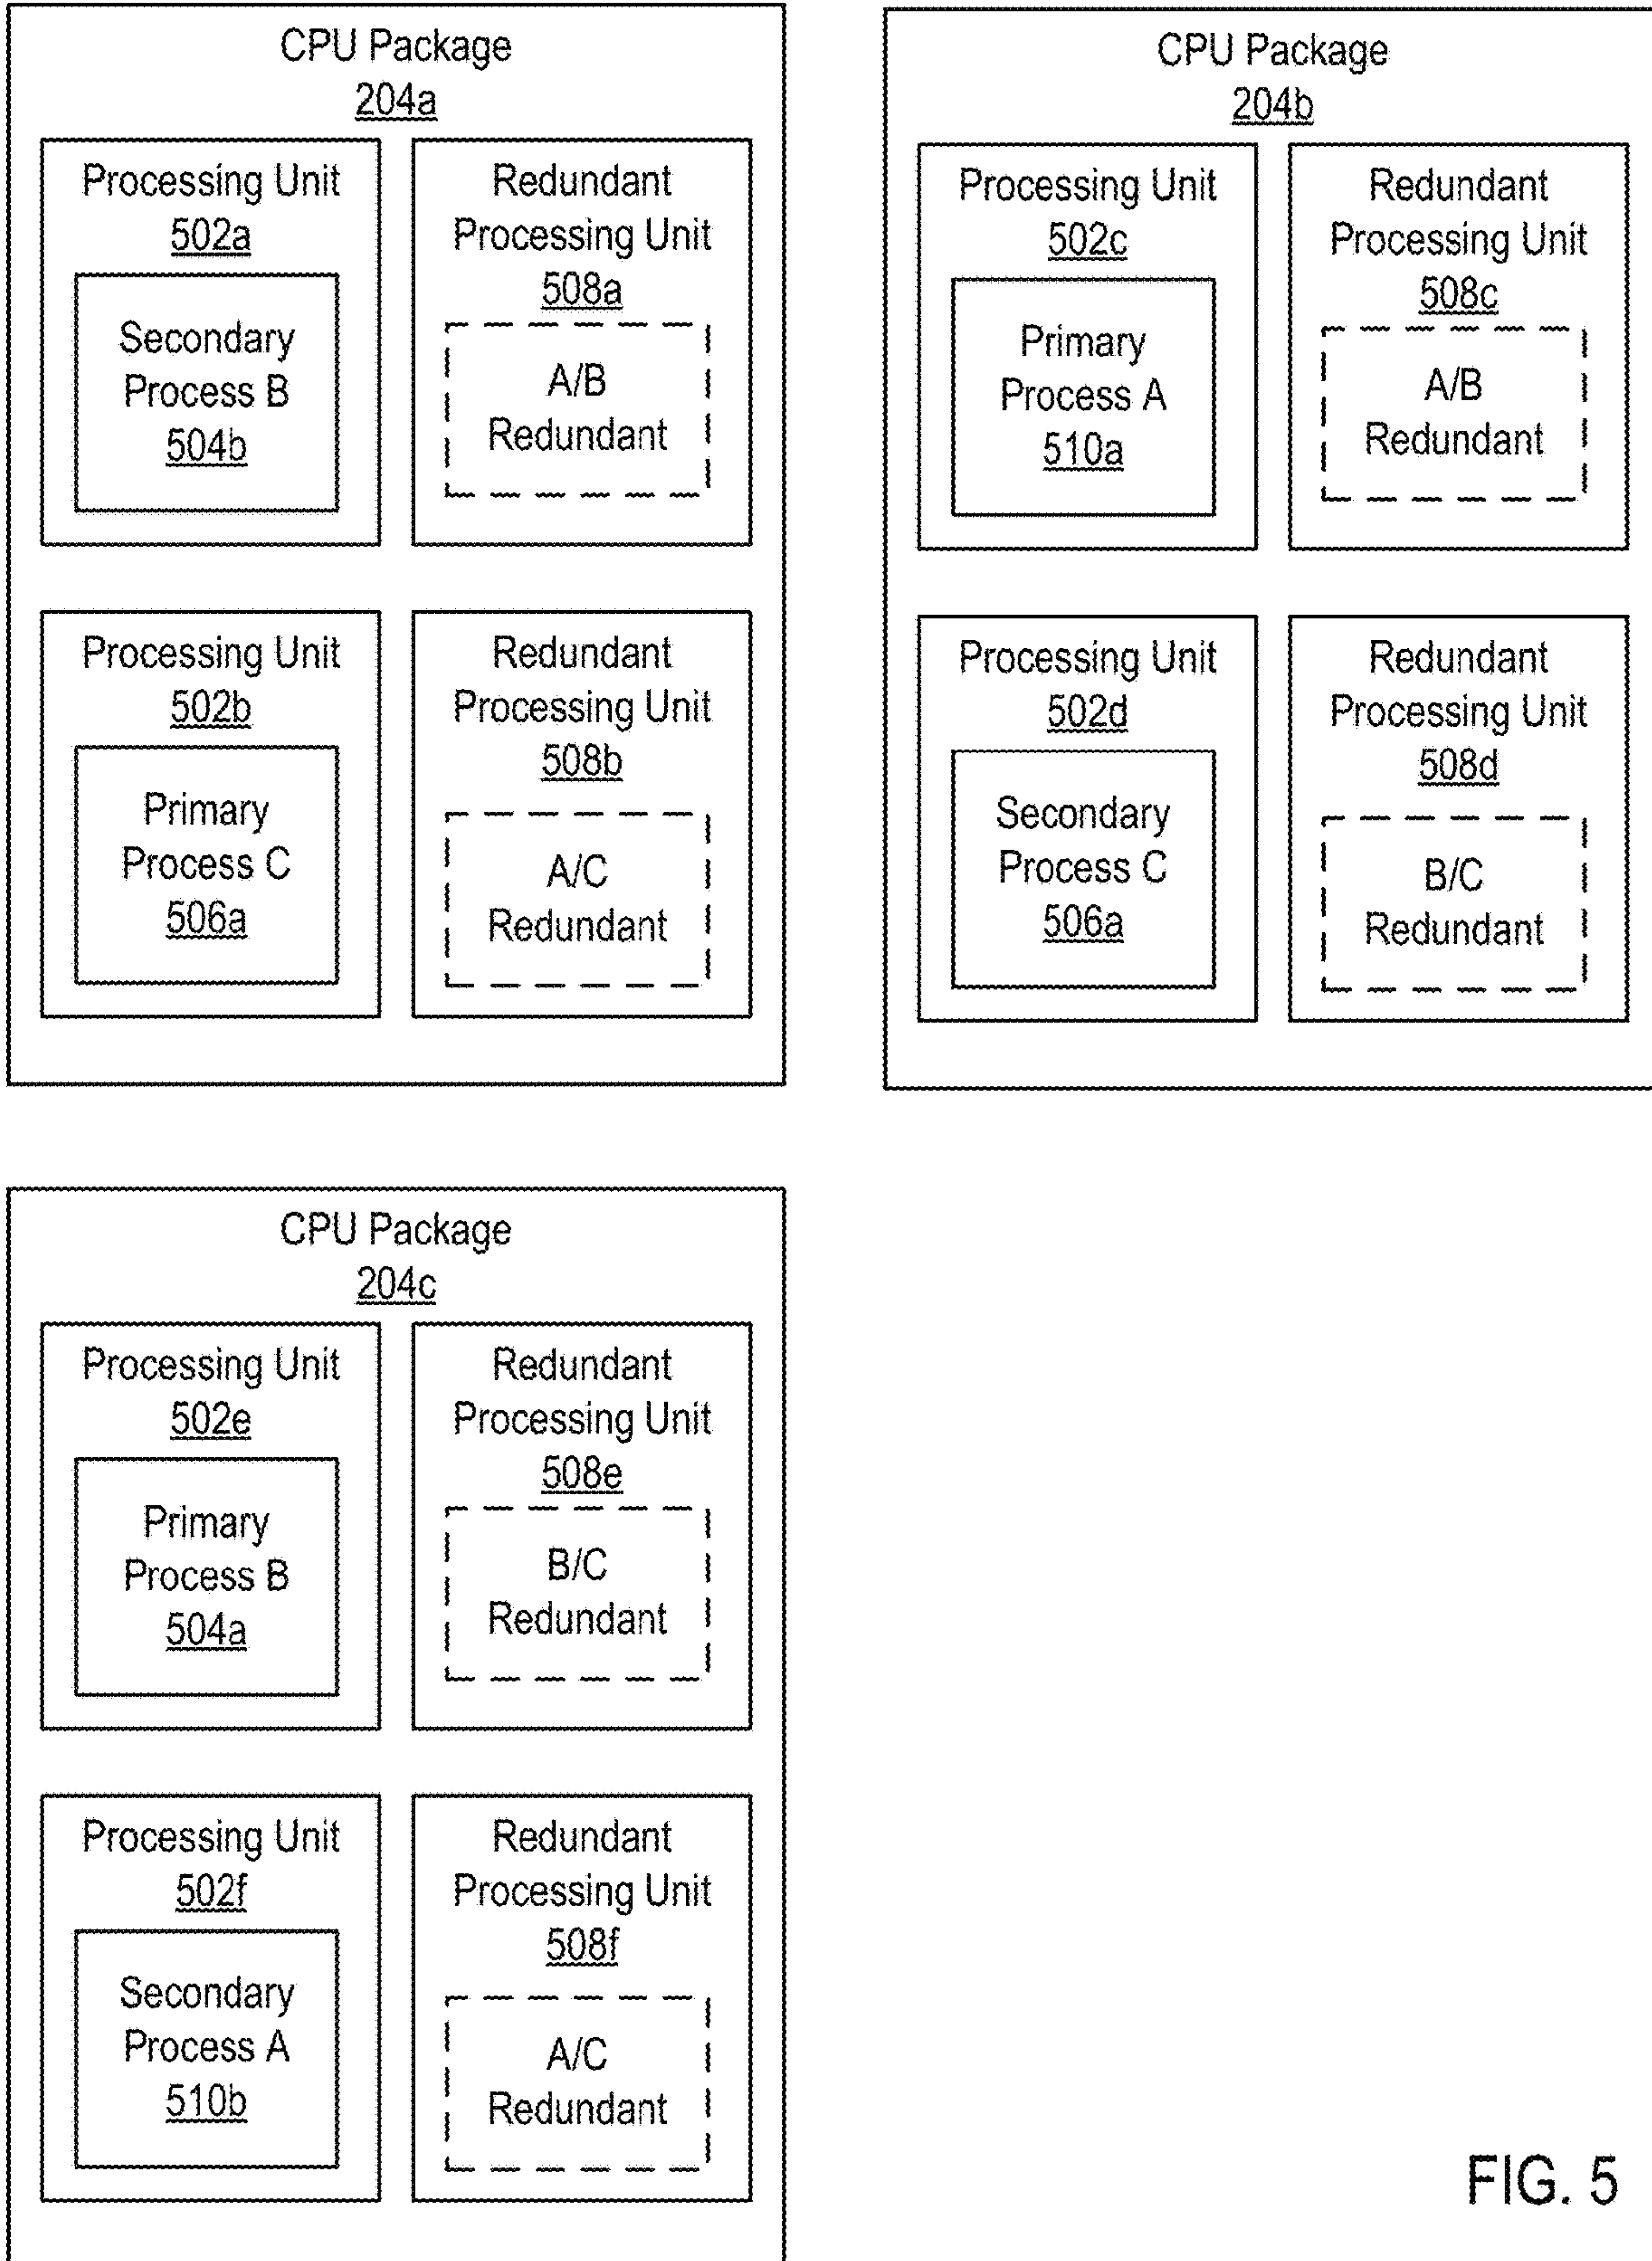 CPU Package
204a
Processing Unit
502a
Secondary
Process B
504b
Redundant
Processing Unit
508a
A/B
Redundant
Processing Unit
502b
Primary
Process C
506a
Redundant
Processing Unit
508b
A/C
Redundant
CPU Package
204b
Processing Unit
502c
Primary
Process A
510a
Redundant
Processing Unit
508c
A/B
Redundant
Processing Unit
502d
Secondary
Process C
506a
Redundant
Processing Unit
508d
B/C
Redundant
CPU Package
204c
Processing Unit
502e
Primary
Process B
504a
Redundant
Processing Unit
508e
B/C
Redundant
Processing Unit
502f
Secondary
Process A
510b
Redundant
Processing Unit
508f
A/C
Redundant
FIG. 5